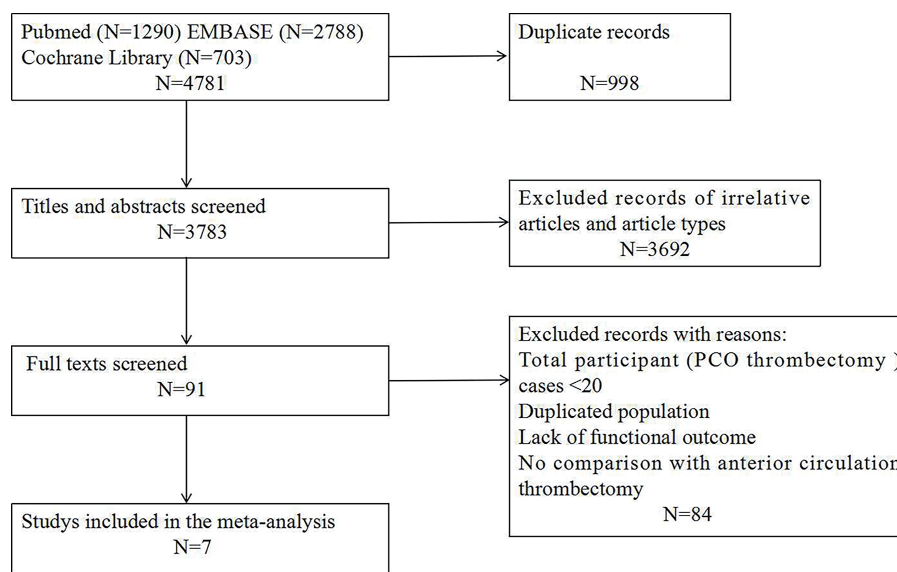 Pubmed (N=1290) EMBASE (N=2788)
Cochrane Library (N=703)
N=4781
Duplicate records
N=998
Titles and abstracts screened
N=3783
Excluded records of irrelative
articles and article types
N=3692
Full texts screened
N=91
Excluded records with reasons:
Total participant (PCO thrombectomy )
cases <20
Duplicated population
Lack of functional outcome
No comparison with anterior circulation
thrombectomy
N=84
Studys included in the meta-analysis
N=7